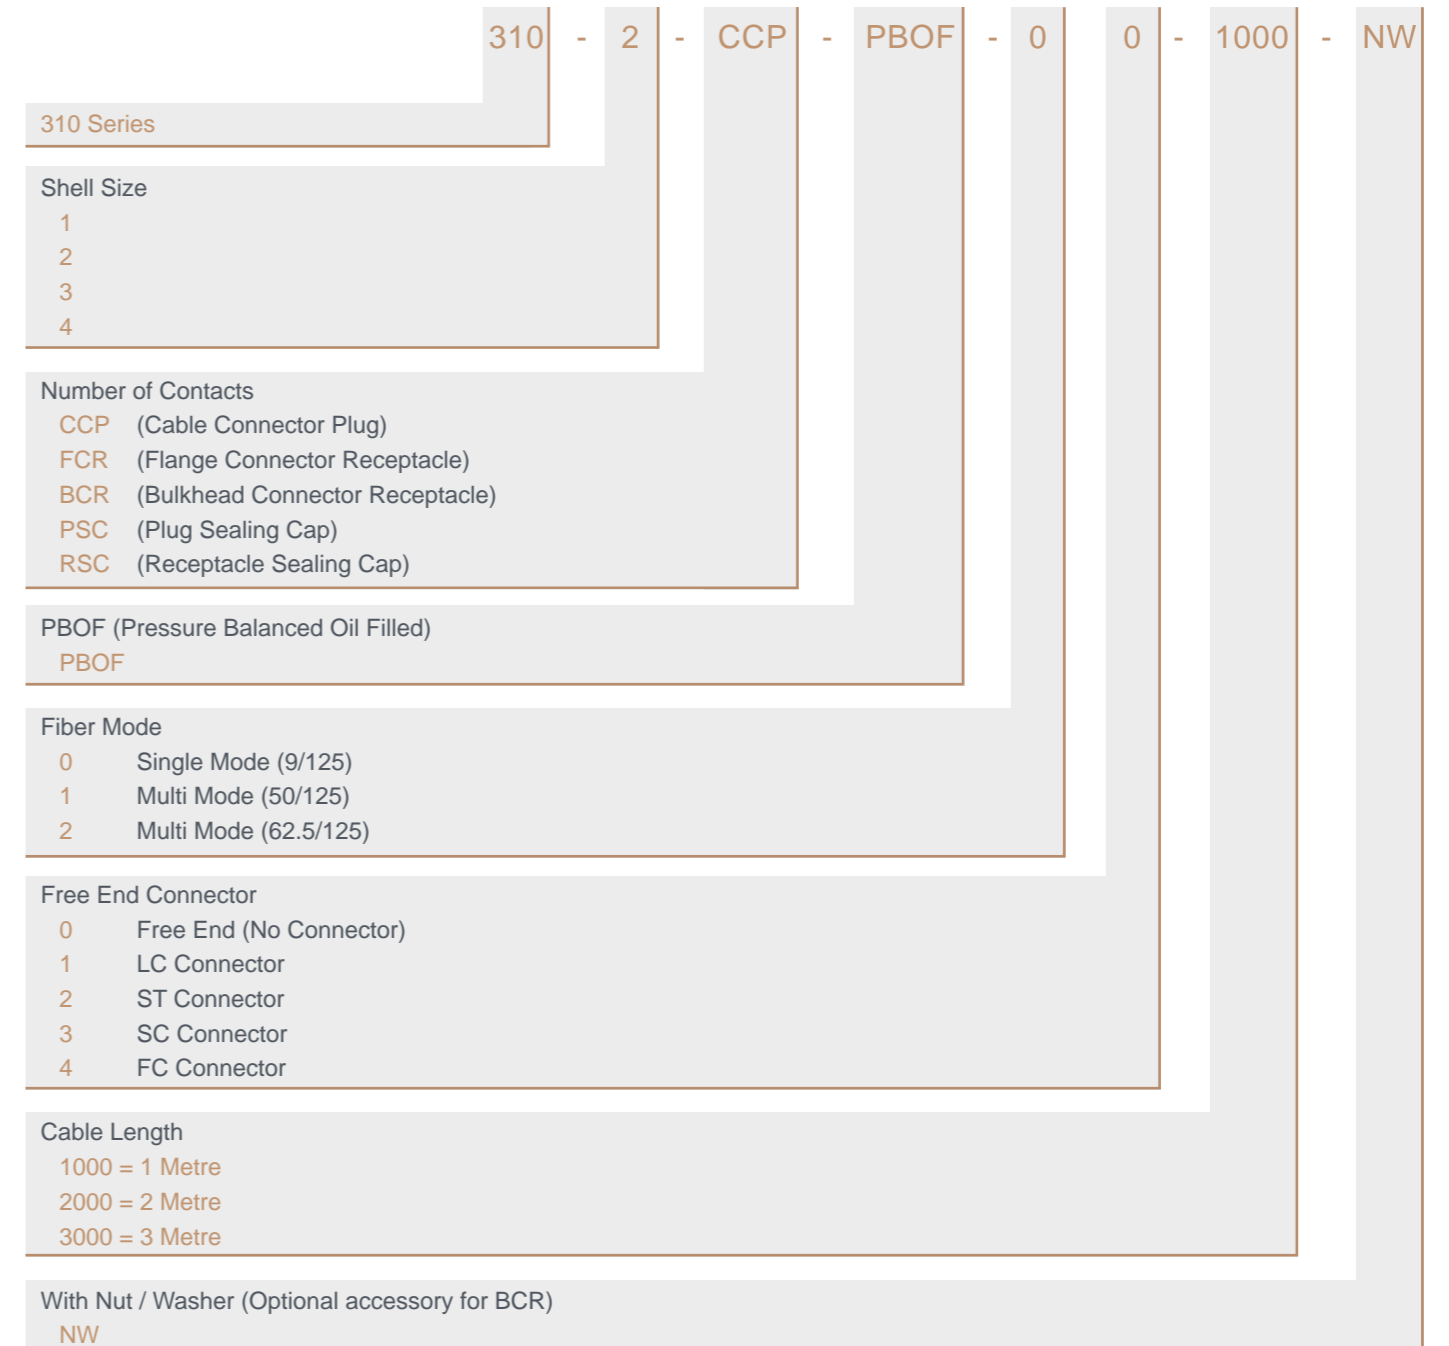 310 - 2 - CCP - PBOF - 0 0 - 1000 - NW
310 Series
Shell Size
1
2
3
4
Number of Contacts
CCP (Cable Connector Plug)
FCR (Flange Connector Receptacle)
BCR (Bulkhead Connector Receptacle)
PSC (Plug Sealing Cap)
RSC (Receptacle Sealing Cap)
PBOF (Pressure Balanced Oil Filled)
PBOF
Fiber Mode
0 Single Mode (9/125)
1 Multi Mode (50/125)
2 Multi Mode (62.5/125)
Free End Connector
0 Free End (No Connector)
1 LC Connector
2 ST Connector
3 SC Connector
4 FC Connector
Cable Length
1000 = 1 Metre
2000 = 2 Metre
3000 = 3 Metre
With Nut / Washer (Optional accessory for BCR)
NW